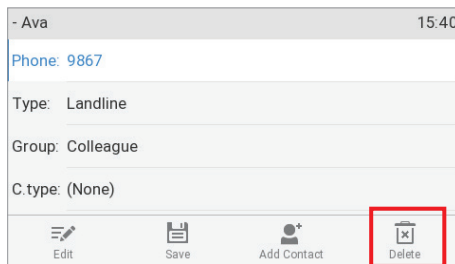 - Ava 15:40
Phone: 9867
Type: Landline
Group: Colleague
C.type: (None)
Edit Save Add Contact Delete